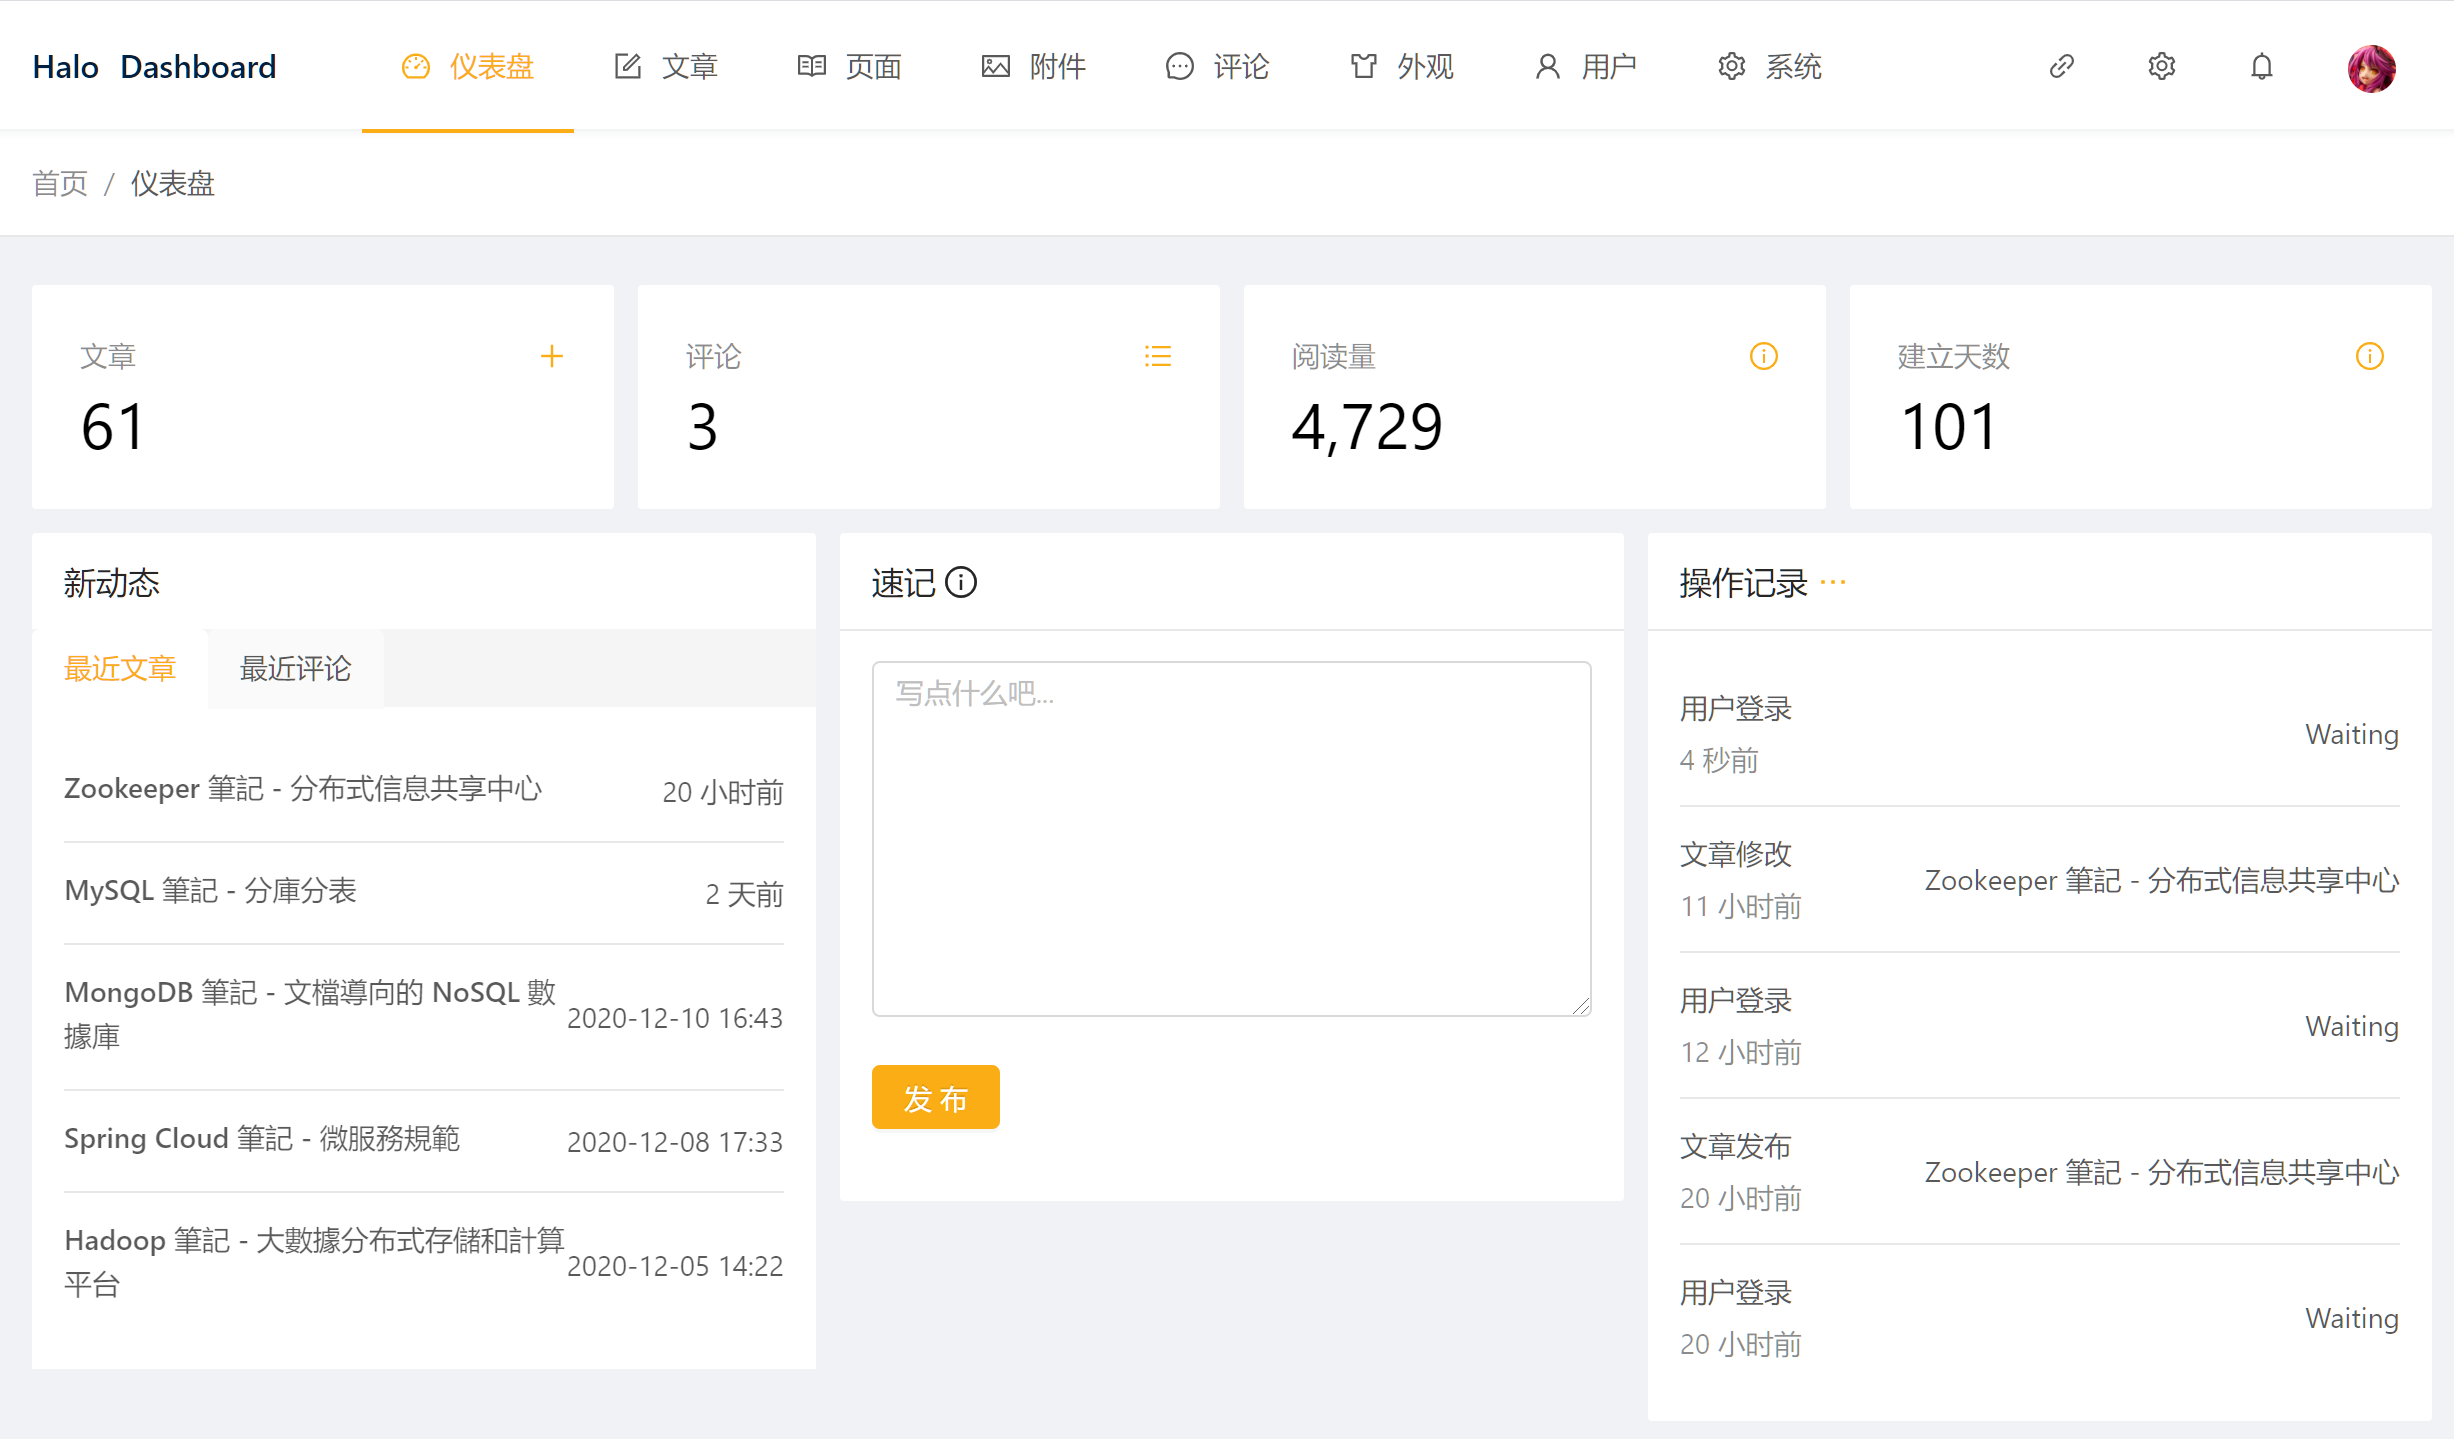 Halo Dashboard 仪表盘 文章 页面 附件 评论 外观 用户 系统
首页 / 仪表盘
文章
61
评论
3
阅读量
4,729
建立天数
101
新动态
最近文章 最近评论
Zookeeper 筆記 - 分布式信息共享中心 20 小时前
MySQL 筆記 - 分庫分表 2 天前
MongoDB 筆記 - 文檔導向的 NoSQL 數
據庫
2020-12-10 16:43
Spring Cloud 筆記 - 微服務規範 2020-12-08 17:33
Hadoop 筆記 - 大數據分布式存儲和計算
平台
2020-12-05 14:22
速记
写点什么吧...
发布
操作记录 ···
用户登录
4 秒前
Waiting
文章修改
11 小时前
Zookeeper 筆記 - 分布式信息共享中心
用户登录
12 小时前
Waiting
文章发布
20 小时前
Zookeeper 筆記 - 分布式信息共享中心
用户登录
20 小时前
Waiting